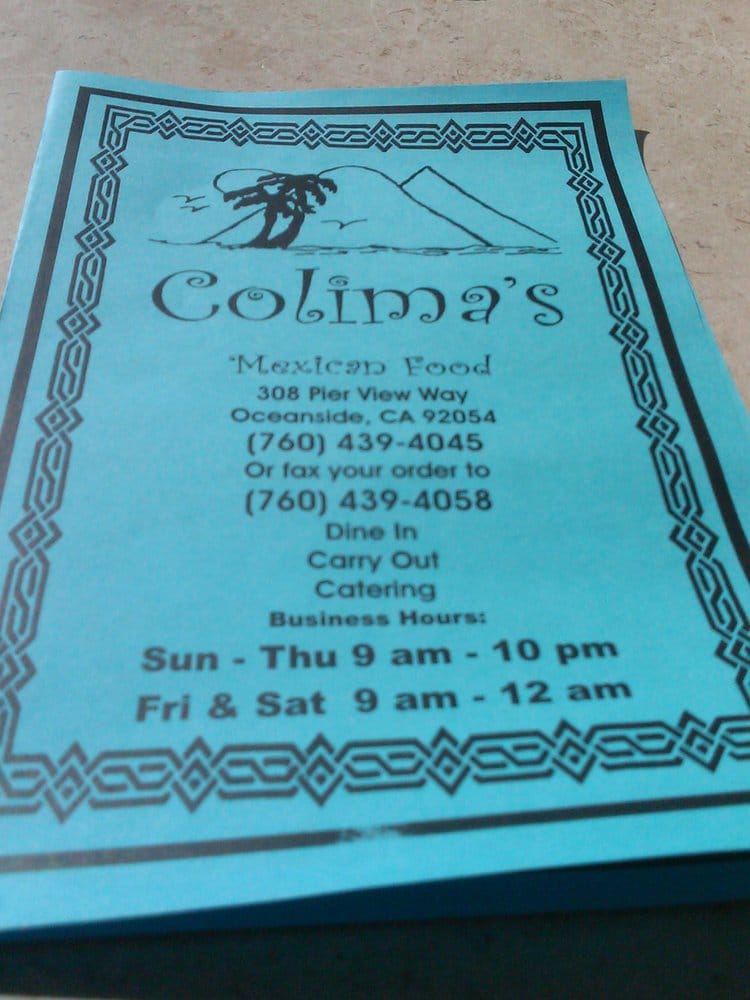 Colima's
Mexican Food
308 Pier View Way
Oceanside, CA 92054
(760) 439-4045
Or fax your order to
(760) 439-4058
Dine In
Carry Out
Catering
Business Hours:
Sun - Thu 9 am - 10 pm
Fri & Sat 9 am - 12 am